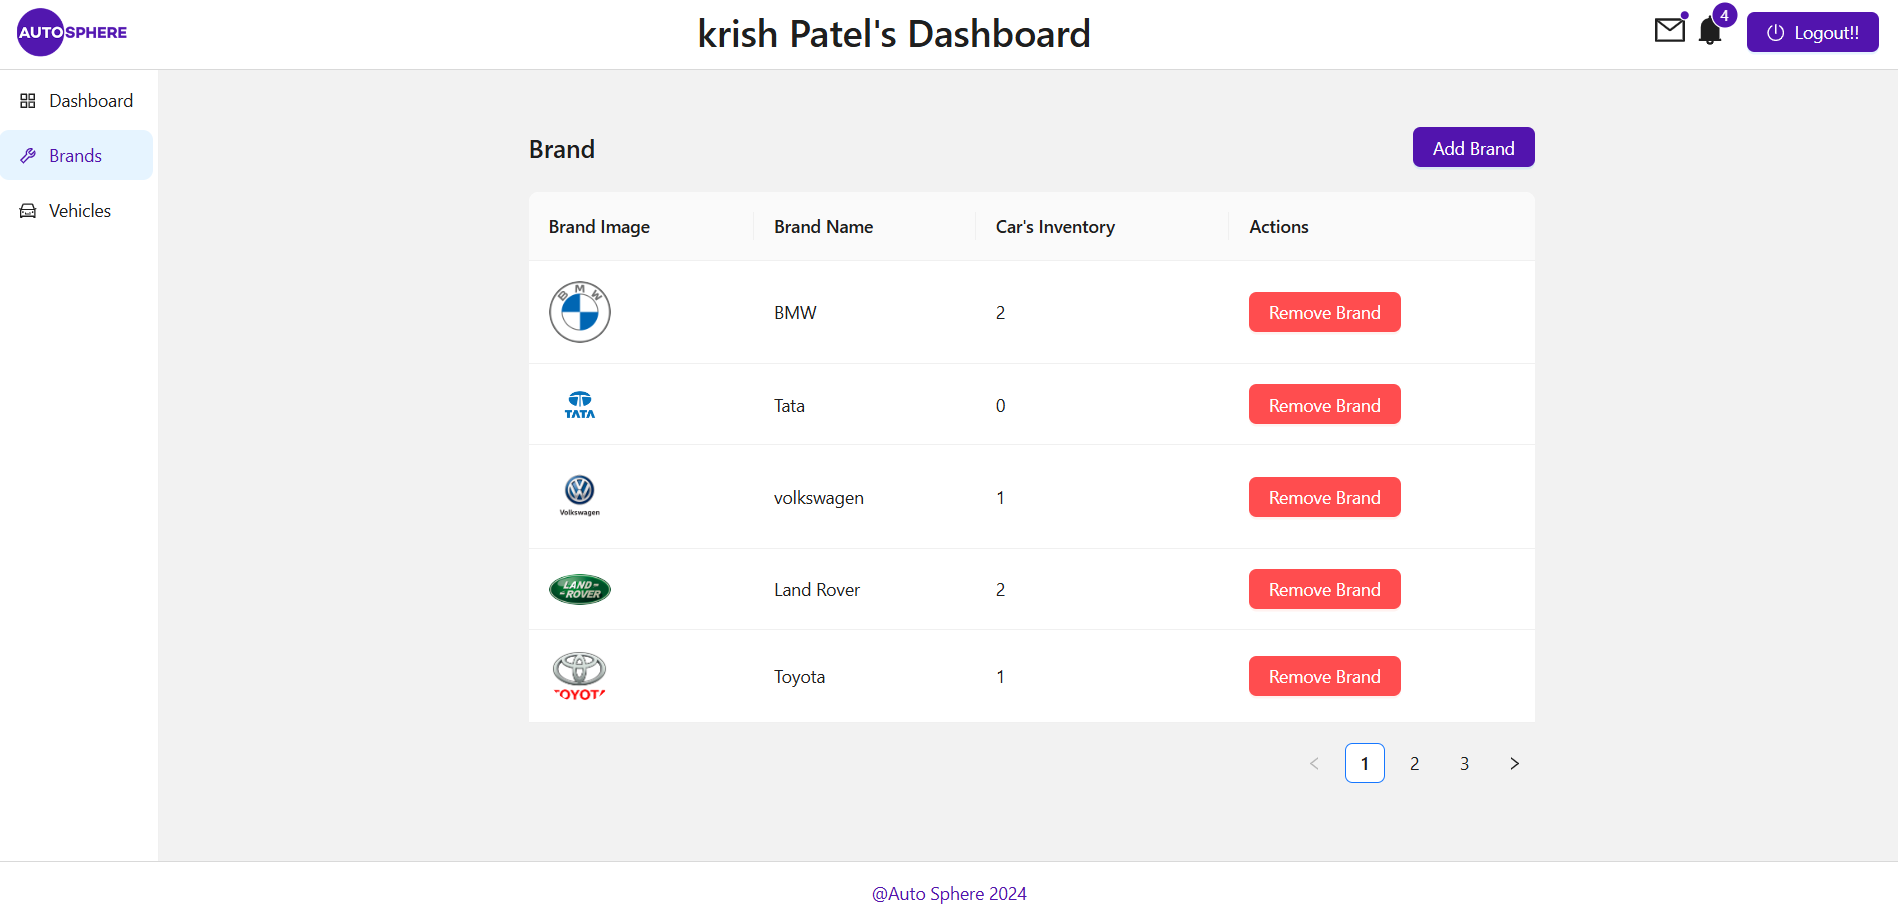 AUTOSPHERE
krish Patel's Dashboard
4
Logout!!
Dashboard
Brands
Vehicles
Brand
Add Brand
Brand Image Brand Name Car's Inventory Actions
BMW
BMW 2 Remove Brand
TATA
Tata 0 Remove Brand
Volkswagen
volkswagen 1 Remove Brand
LAND-
-ROVER
Land Rover 2 Remove Brand
TOYOTA
Toyota 1 Remove Brand
< 1 2 3 >
@Auto Sphere 2024